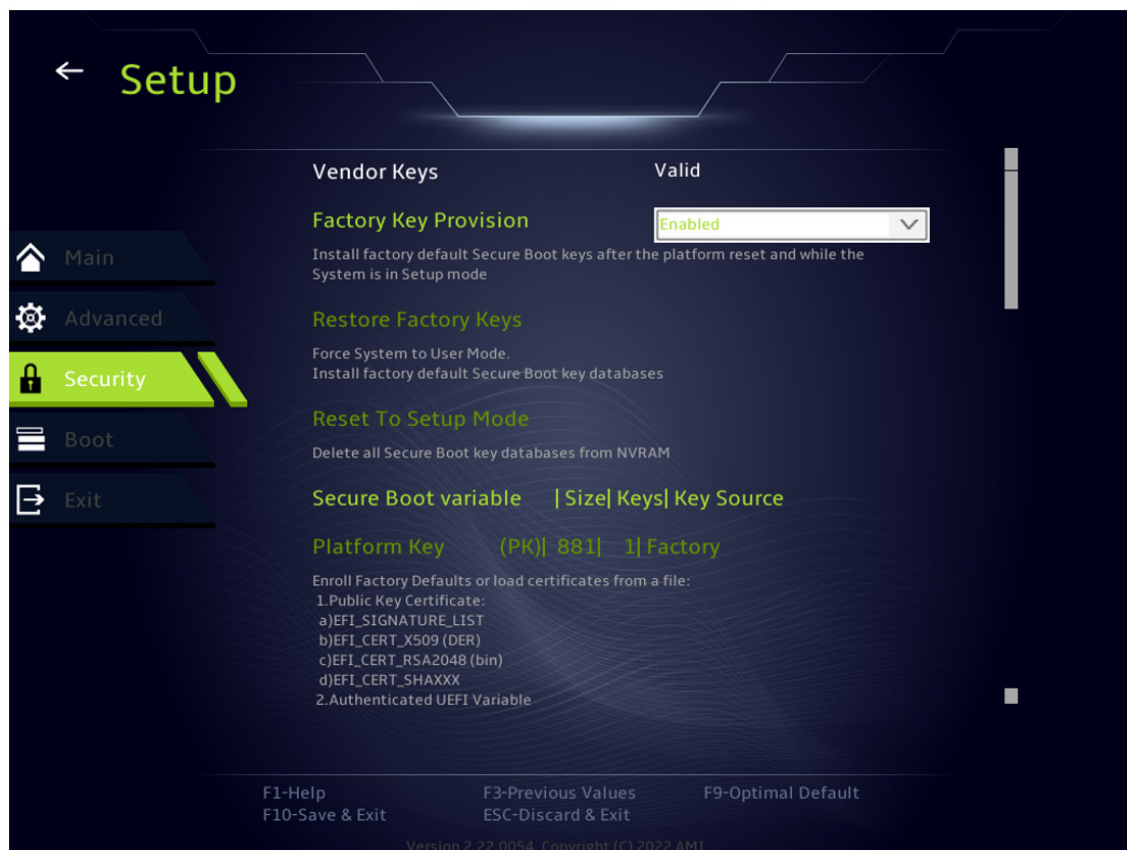 Setup
Vendor Keys Valid
Factory Key Provision Enabled
Install factory default Secure Boot keys after the platform reset and while the
System is in Setup mode
Main
Advanced
Security
Boot
Exit
Restore Factory Keys
Force System to User Mode.
Install factory default Secure Boot key databases
Reset To Setup Mode
Delete all Secure Boot key databases from NVRAM
Secure Boot variable | Size| Keys| Key Source
Platform Key (PK)| 881| 1| Factory
Enroll Factory Defaults or load certificates from a file:
1.Public Key Certificate:
a)EFI_SIGNATURE_LIST
b)EFI_CERT_X509 (DER)
c)EFI_CERT_RSA2048 (bin)
d)EFI_CERT_SHAXXX
2.Authenticated UEFI Variable
F1-Help F3-Previous Values F9-Optimal Default
F10-Save & Exit ESC-Discard & Exit
Version 2.22.0054. Copyright (C) 2022 AMI